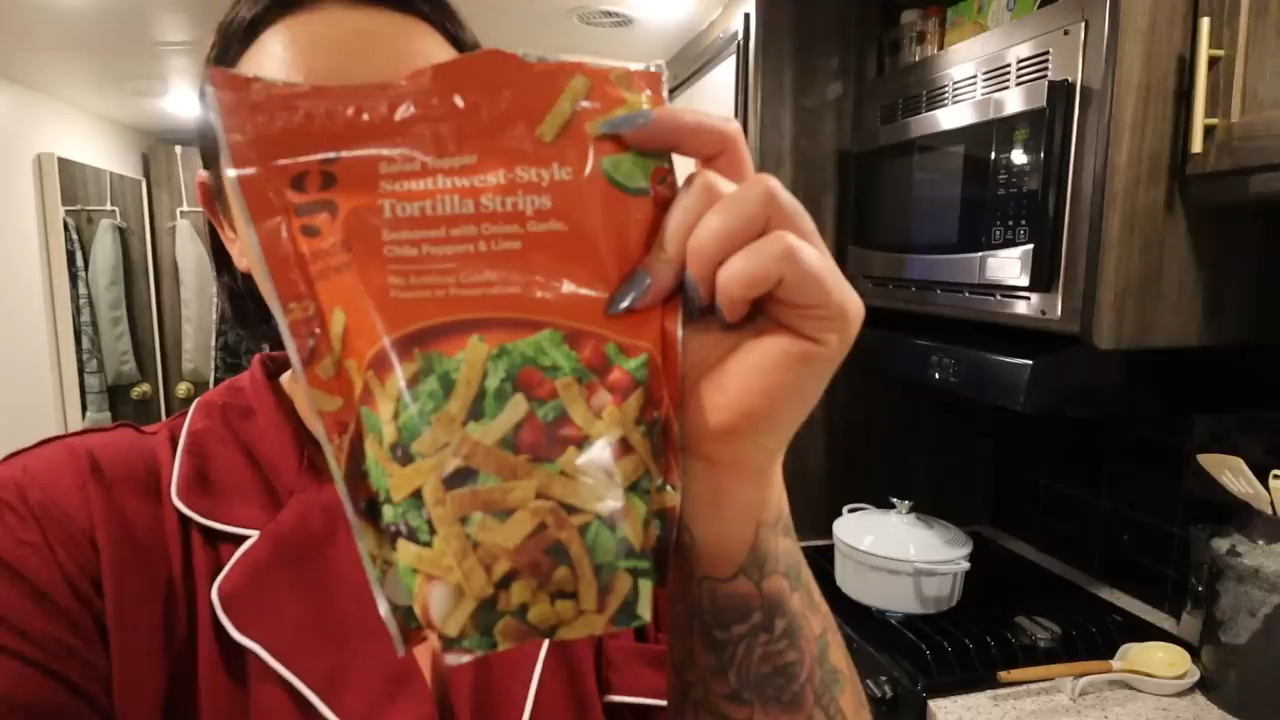 Salad Topper
Southwest-Style
Tortilla Strips
Seasoned with Onion, Garlic,
Chile Peppers & Lime
No Artificial Colors,
Flavors or Preservatives